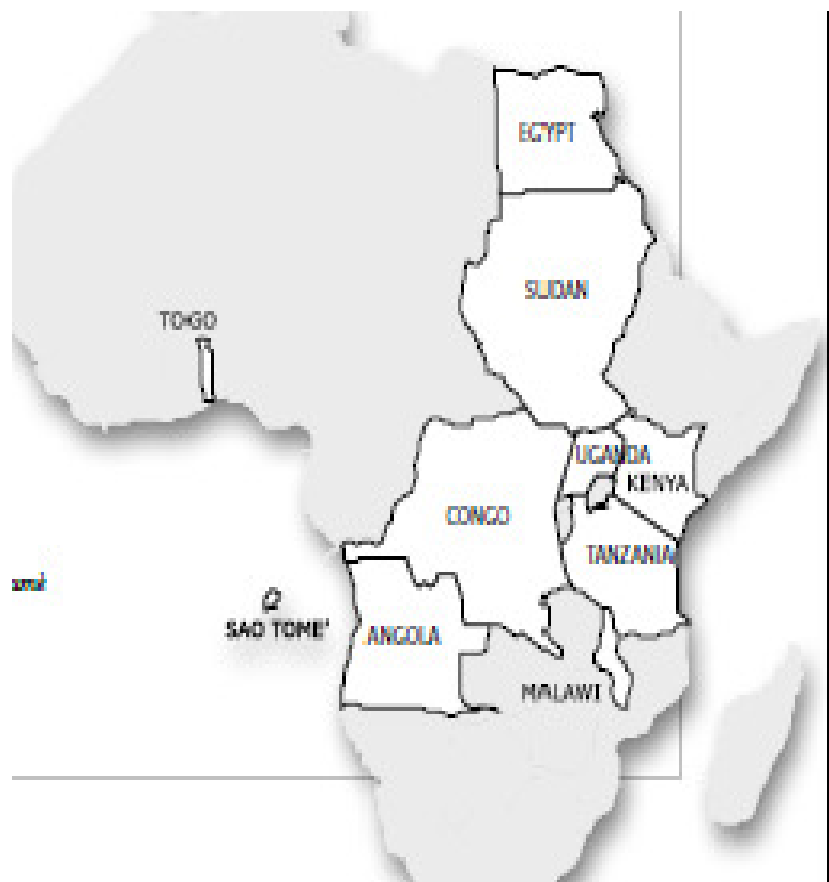 EGYPT
SUDAN
TOGO
UGANDA
KENYA
CONGO
TANZANIA
SAO TOME'
ANGOLA
MALAWI